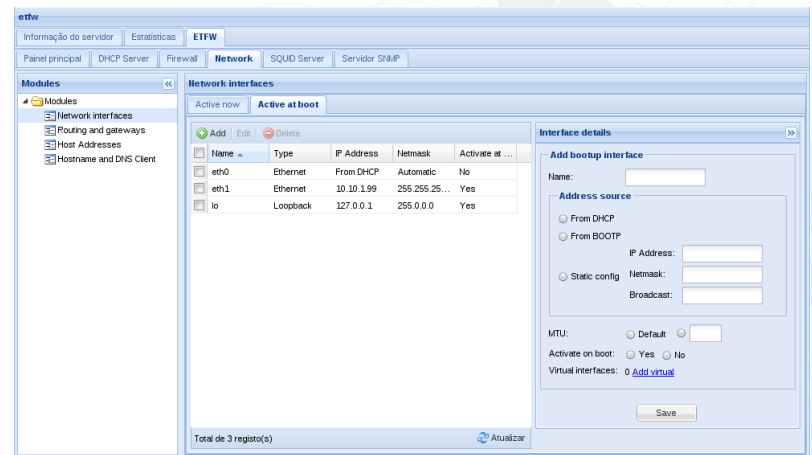 etfw
Informação do servidor Estatísticas ETFW
Painel principal DHCP Server Firewall Network SQUID Server Servidor SNMP
Modules
Modules
Network interfaces
Routing and gateways
Host Addresses
Hostname and DNS Client
Network interfaces
Active now Active at boot
Add Edit Delete
Name Type IP Address Netmask Activate at ...
eth0 Ethernet From DHCP Automatic No
eth1 Ethernet 10.10.1.99 255.255.25... Yes
lo Loopback 127.0.0.1 255.0.0.0 Yes
Total de 3 registo(s) Atualizar
Interface details
Add bootup interface
Name:
Address source
From DHCP
From BOOTP
Static config
IP Address:
Netmask:
Broadcast:
MTU: Default
Activate on boot: Yes No
Virtual interfaces: 0 Add virtual
Save